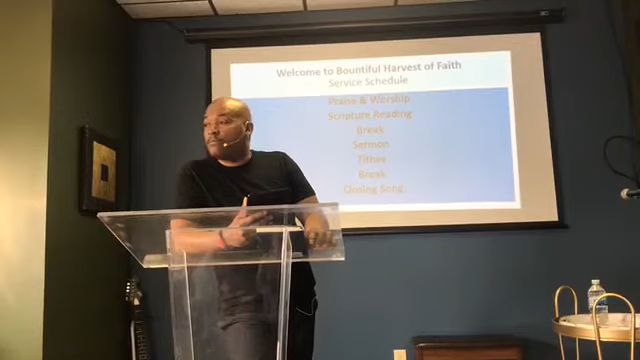 Welcome to Bountiful Harvest of Faith
Service Schedule
Praise & Worship
Scripture Reading
Break
Sermon
Tithes
Break
Closing Song